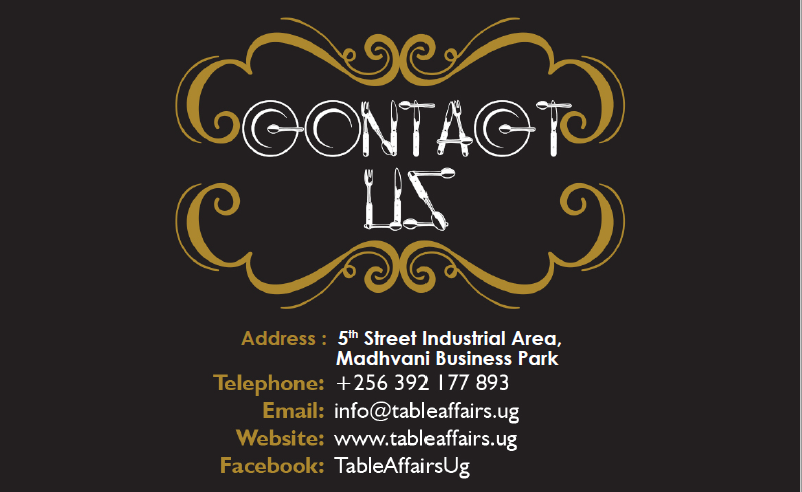 CONTACT
US
Address : 5th Street Industrial Area,
Madhvani Business Park
Telephone: +256 392 177 893
Email: info@tableaffairs.ug
Website: www.tableaffairs.ug
Facebook: TableAffairsUg